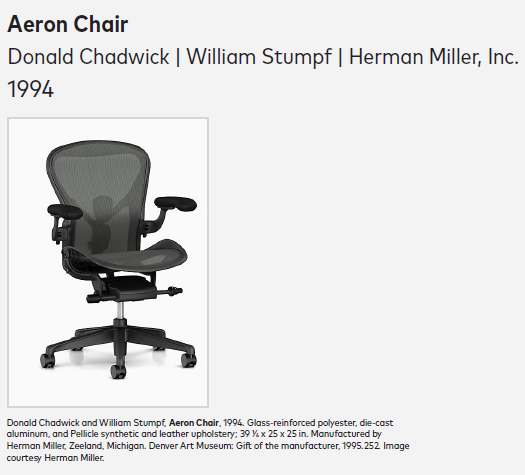 Aeron Chair
Donald Chadwick | William Stumpf | Herman Miller, Inc.
1994
Donald Chadwick and William Stumpf, Aeron Chair, 1994. Glass-reinforced polyester, die-cast
aluminum, and Pellicle synthetic and leather upholstery; 39 ¾ x 25 x 25 in. Manufactured by
Herman Miller, Zeeland, Michigan. Denver Art Museum: Gift of the manufacturer, 1995.252. Image
courtesy Herman Miller.